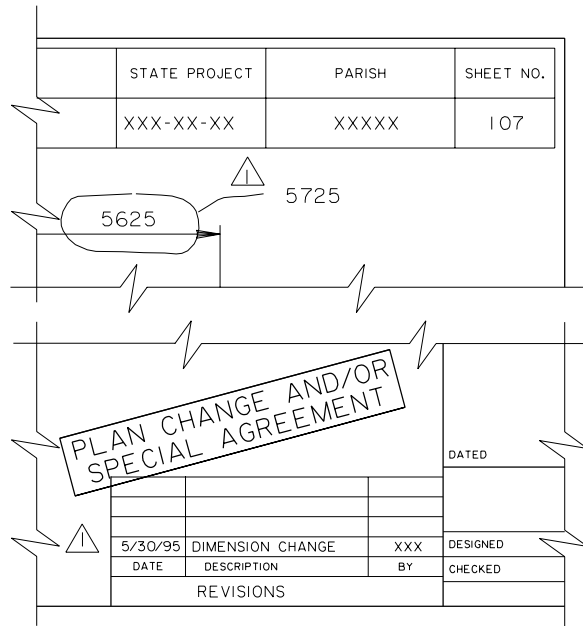 STATE PROJECT PARISH SHEET NO.
XXX-XX-XX XXXXX 107
1
5625 5725
PLAN CHANGE AND/OR
SPECIAL AGREEMENT
DATED
1 5/30/95 DIMENSION CHANGE XXX DESIGNED
DATE DESCRIPTION BY CHECKED
REVISIONS